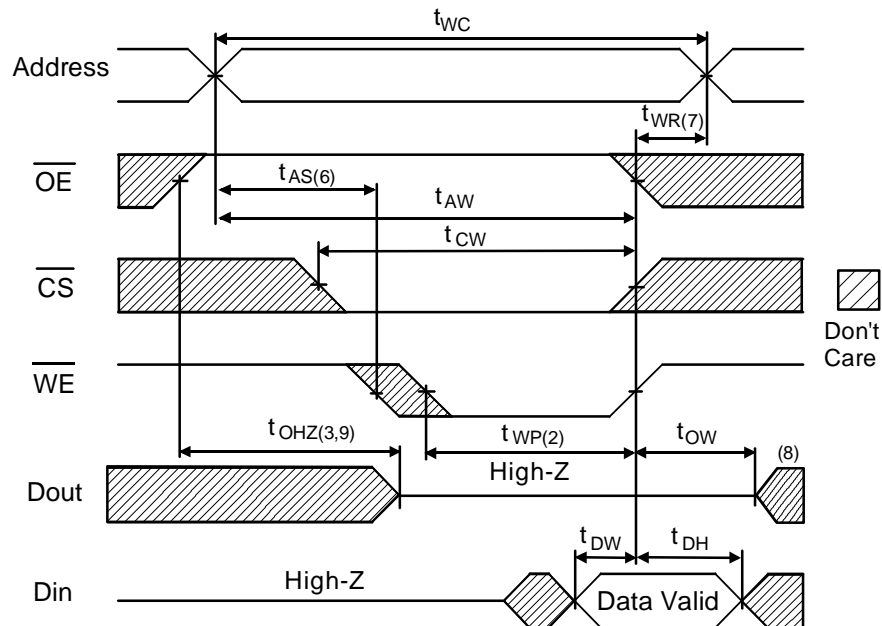 tWC
Address
tWR(7)
OE
tAS(6)
tAW
tCW
CS
Don't
Care
WE
tOHZ(3,9)
tWP(2)
tOW
High-Z
(8)
Dout
tDW
tDH
High-Z
Din
Data Valid